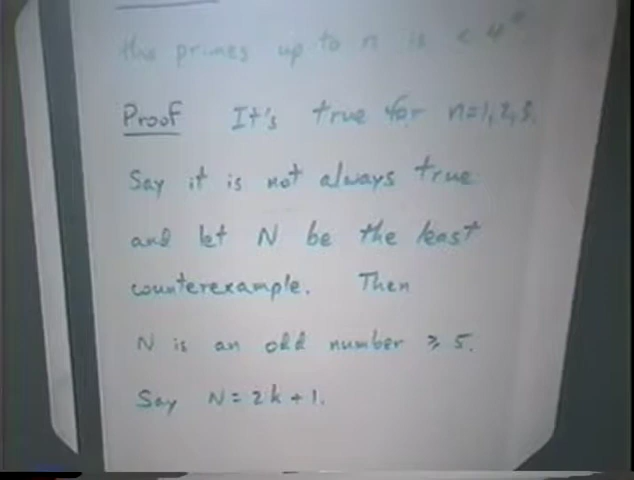 the primes up to n is < 4ⁿ
Proof It's true for n=1,2,3.
Say it is not always true
and let N be the least
counterexample. Then
N is an odd number ≥ 5.
Say N = 2k + 1.